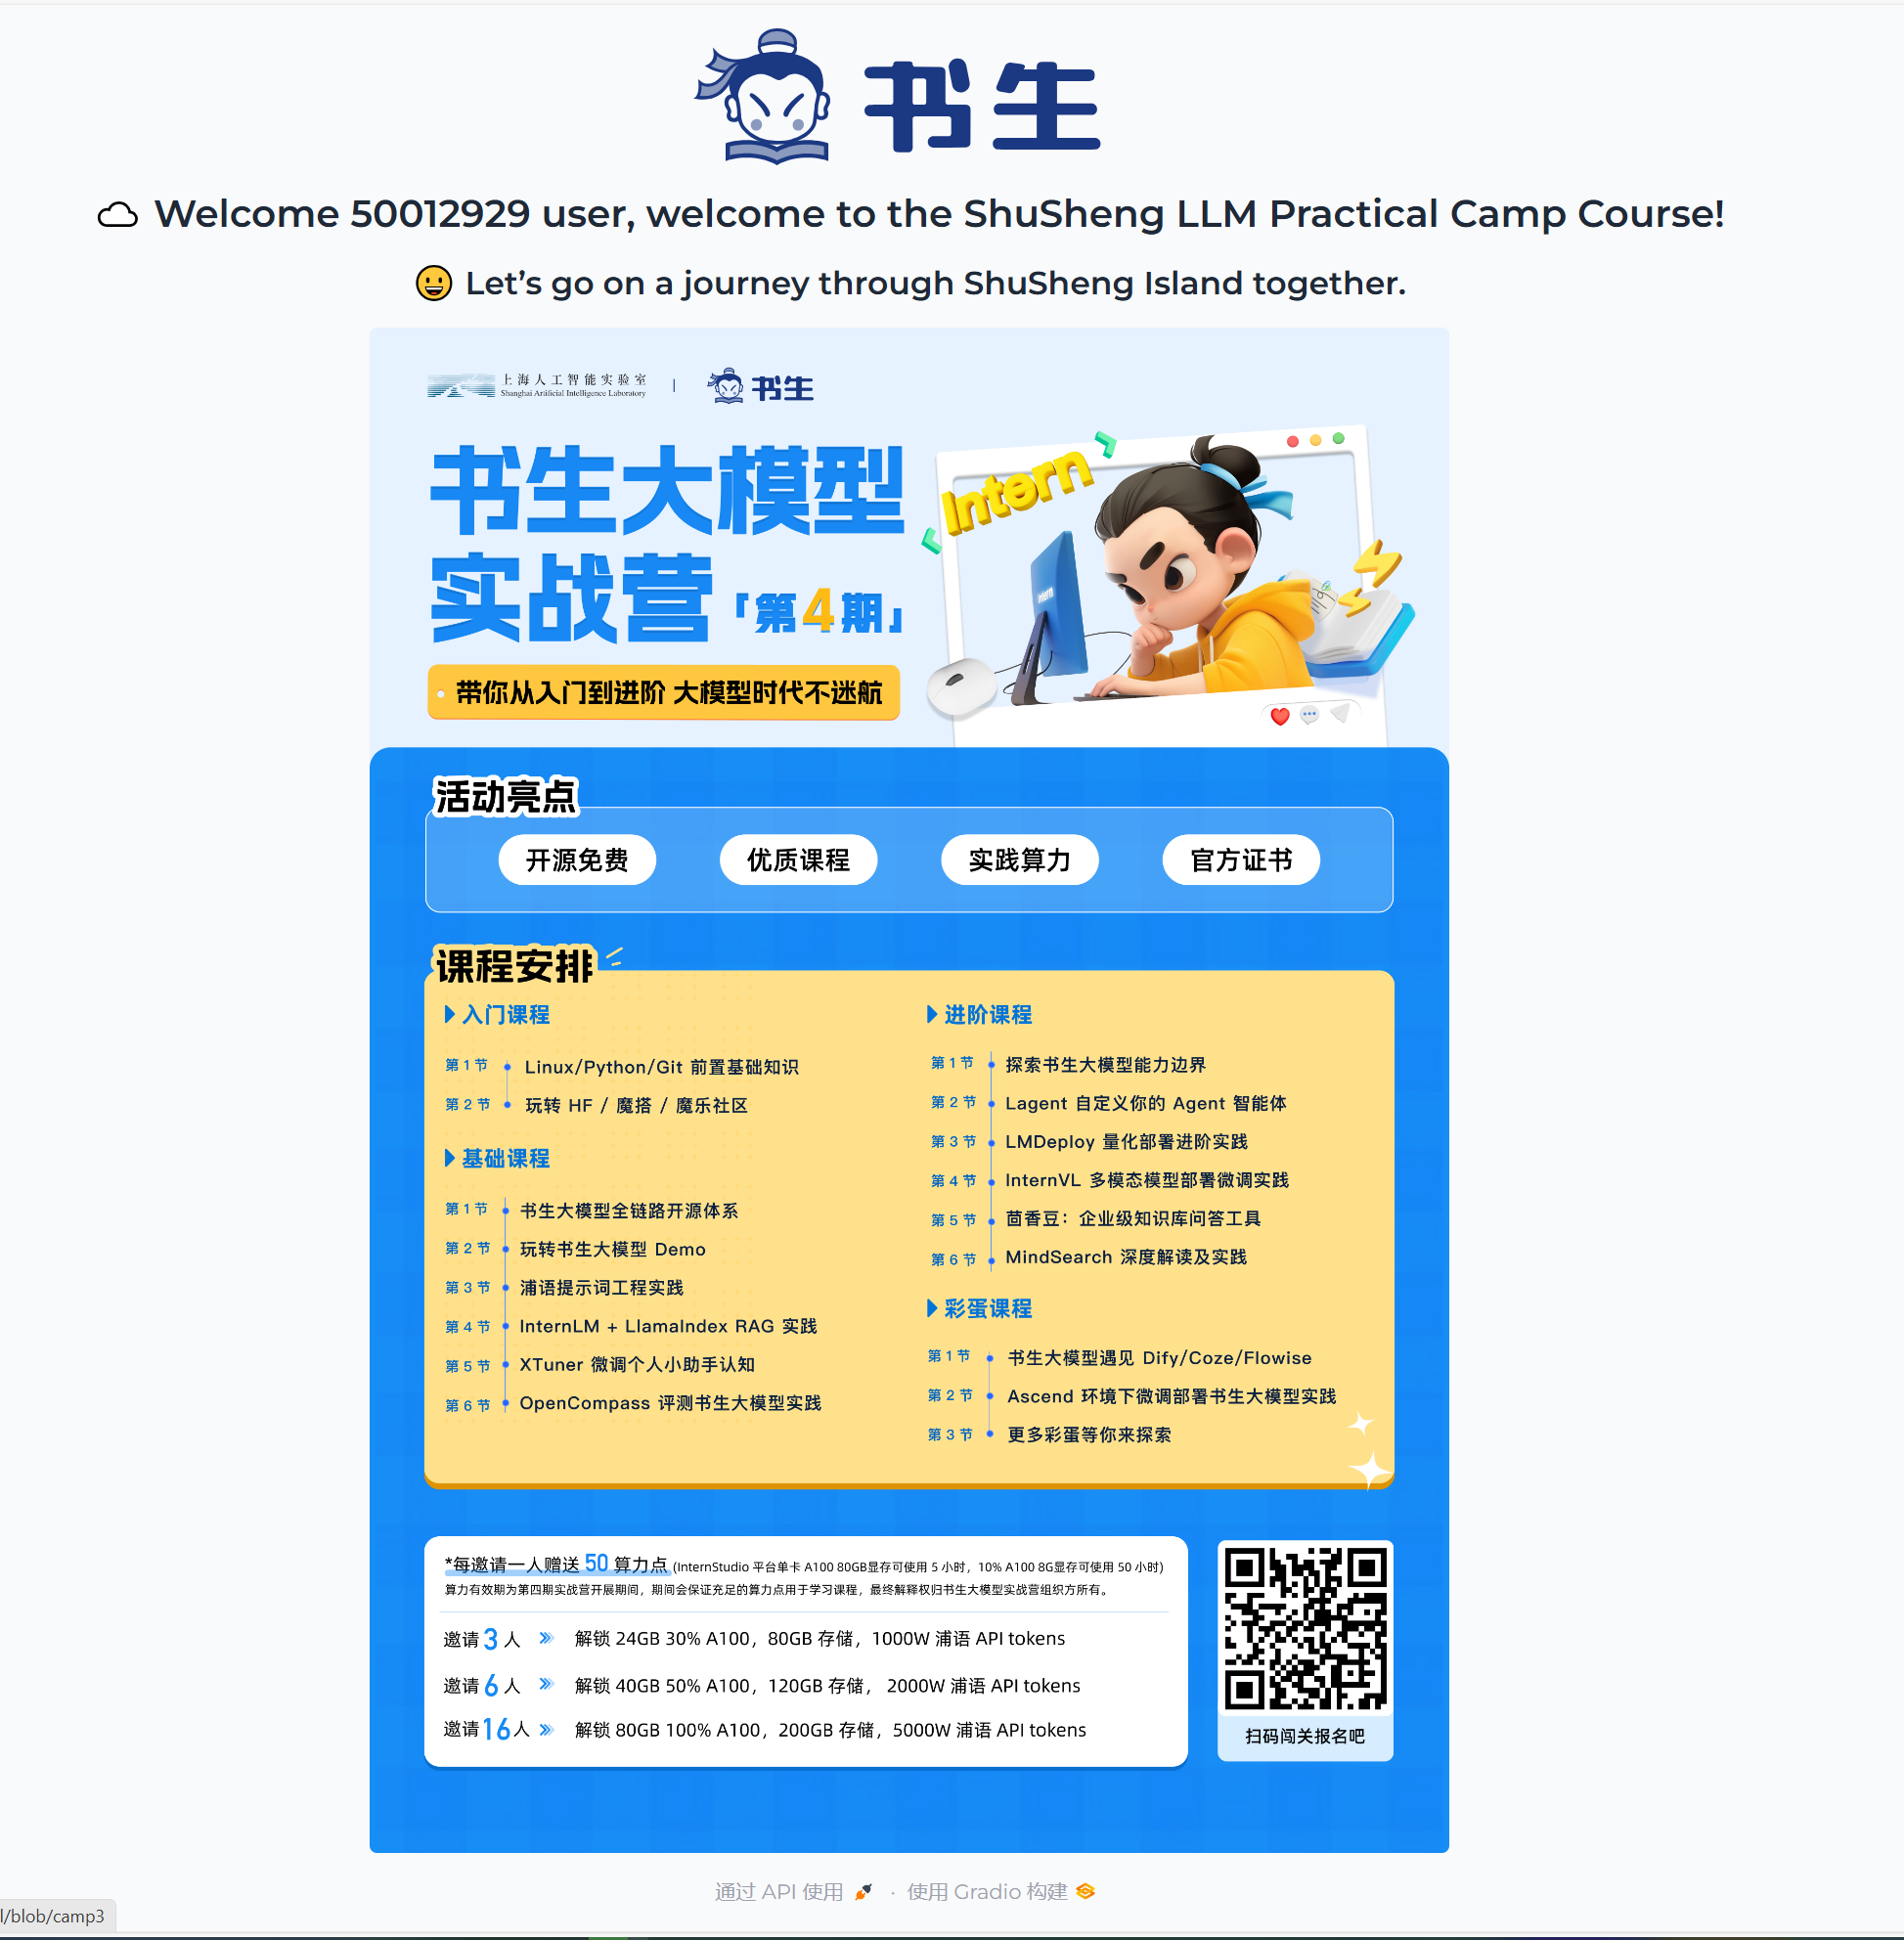 书生
Welcome 50012929 user, welcome to the ShuSheng LLM Practical Camp Course!
Let’s go on a journey through ShuSheng Island together.
上海人工智能实验室
Shanghai Artificial Intelligence Laboratory
书生
书生大模型
实战营「第4期」
带你从入门到进阶 大模型时代不迷航
Intern
Intern
活动亮点
开源免费
优质课程
实践算力
官方证书
课程安排
入门课程
第 1 节 Linux/Python/Git 前置基础知识
第 2 节 玩转 HF / 魔搭 / 魔乐社区
基础课程
第 1 节 书生大模型全链路开源体系
第 2 节 玩转书生大模型 Demo
第 3 节 浦语提示词工程实践
第 4 节 InternLM + LlamaIndex RAG 实践
第 5 节 XTuner 微调个人小助手认知
第 6 节 OpenCompass 评测书生大模型实践
进阶课程
第 1 节 探索书生大模型能力边界
第 2 节 Lagent 自定义你的 Agent 智能体
第 3 节 LMDeploy 量化部署进阶实践
第 4 节 InternVL 多模态模型部署微调实践
第 5 节 茴香豆：企业级知识库问答工具
第 6 节 MindSearch 深度解读及实践
彩蛋课程
第 1 节 书生大模型遇见 Dify/Coze/Flowise
第 2 节 Ascend 环境下微调部署书生大模型实践
第 3 节 更多彩蛋等你来探索
*每邀请一人赠送 50 算力点 (InternStudio 平台单卡 A100 80GB显存可使用 5 小时，10% A100 8G显存可使用 50 小时)
算力有效期为第四期实战营开展期间，期间会保证充足的算力点用于学习课程，最终解释权归书生大模型实战营组织方所有。
邀请 3 人 解锁 24GB 30% A100，80GB 存储，1000W 浦语 API tokens
邀请 6 人 解锁 40GB 50% A100，120GB 存储， 2000W 浦语 API tokens
邀请 16 人 解锁 80GB 100% A100，200GB 存储，5000W 浦语 API tokens
扫码闯关报名吧
通过 API 使用 · 使用 Gradio 构建
l/blob/camp3